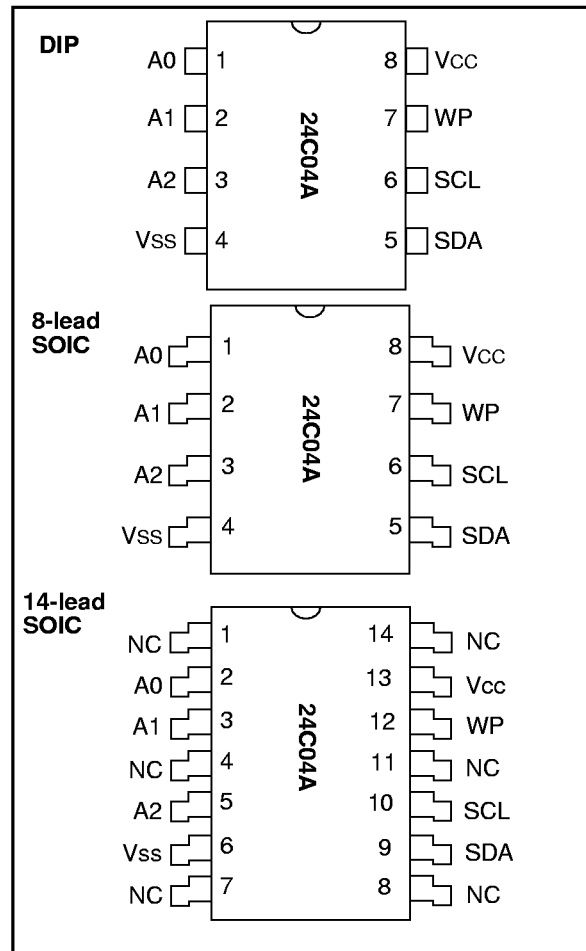 DIP
A0 1 8 VCC
A1 2 7 WP
A2 3 6 SCL
VSS 4 5 SDA
24C04A
8-lead
SOIC
A0 1 8 VCC
A1 2 7 WP
A2 3 6 SCL
VSS 4 5 SDA
24C04A
14-lead
SOIC
NC 1 14 NC
A0 2 13 Vcc
A1 3 12 WP
NC 4 11 NC
A2 5 10 SCL
Vss 6 9 SDA
NC 7 8 NC
24C04A